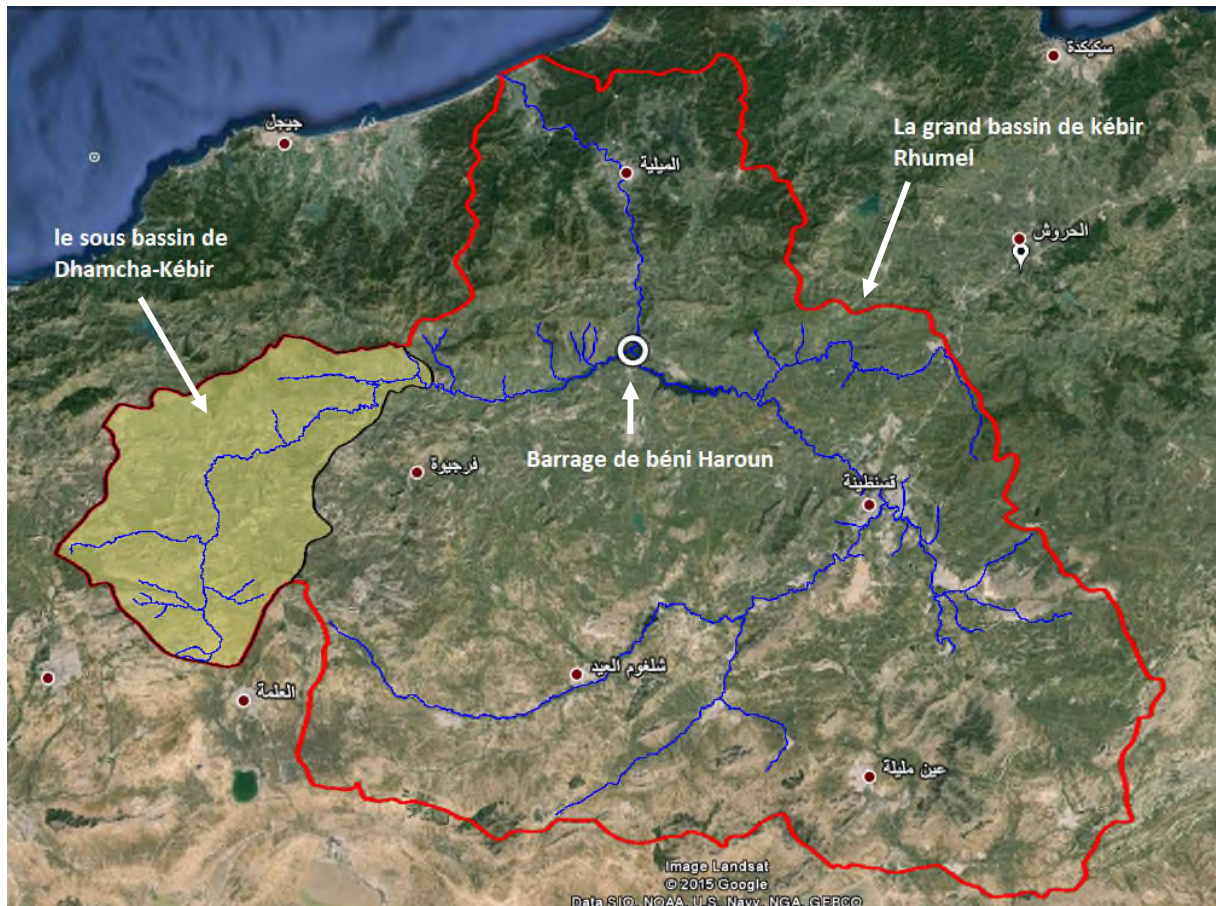 سكيكدة
جيجل
La grand bassin de kébir
Rhumel
الميلية
le sous bassin de
Dhamcha-Kébir
الحروش
فرجيوة
Barrage de béni Haroun
قسنطينة
شلغوم العيد
العلمة
عين مليلة
Image Landsat
© 2015 Google
Data SIO, NOAA, U.S. Navy, NGA, GEBCO